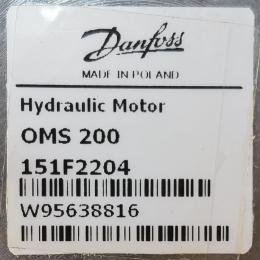 Danfoss
MADE IN POLAND
Hydraulic Motor
OMS 200
151F2204
W95638816